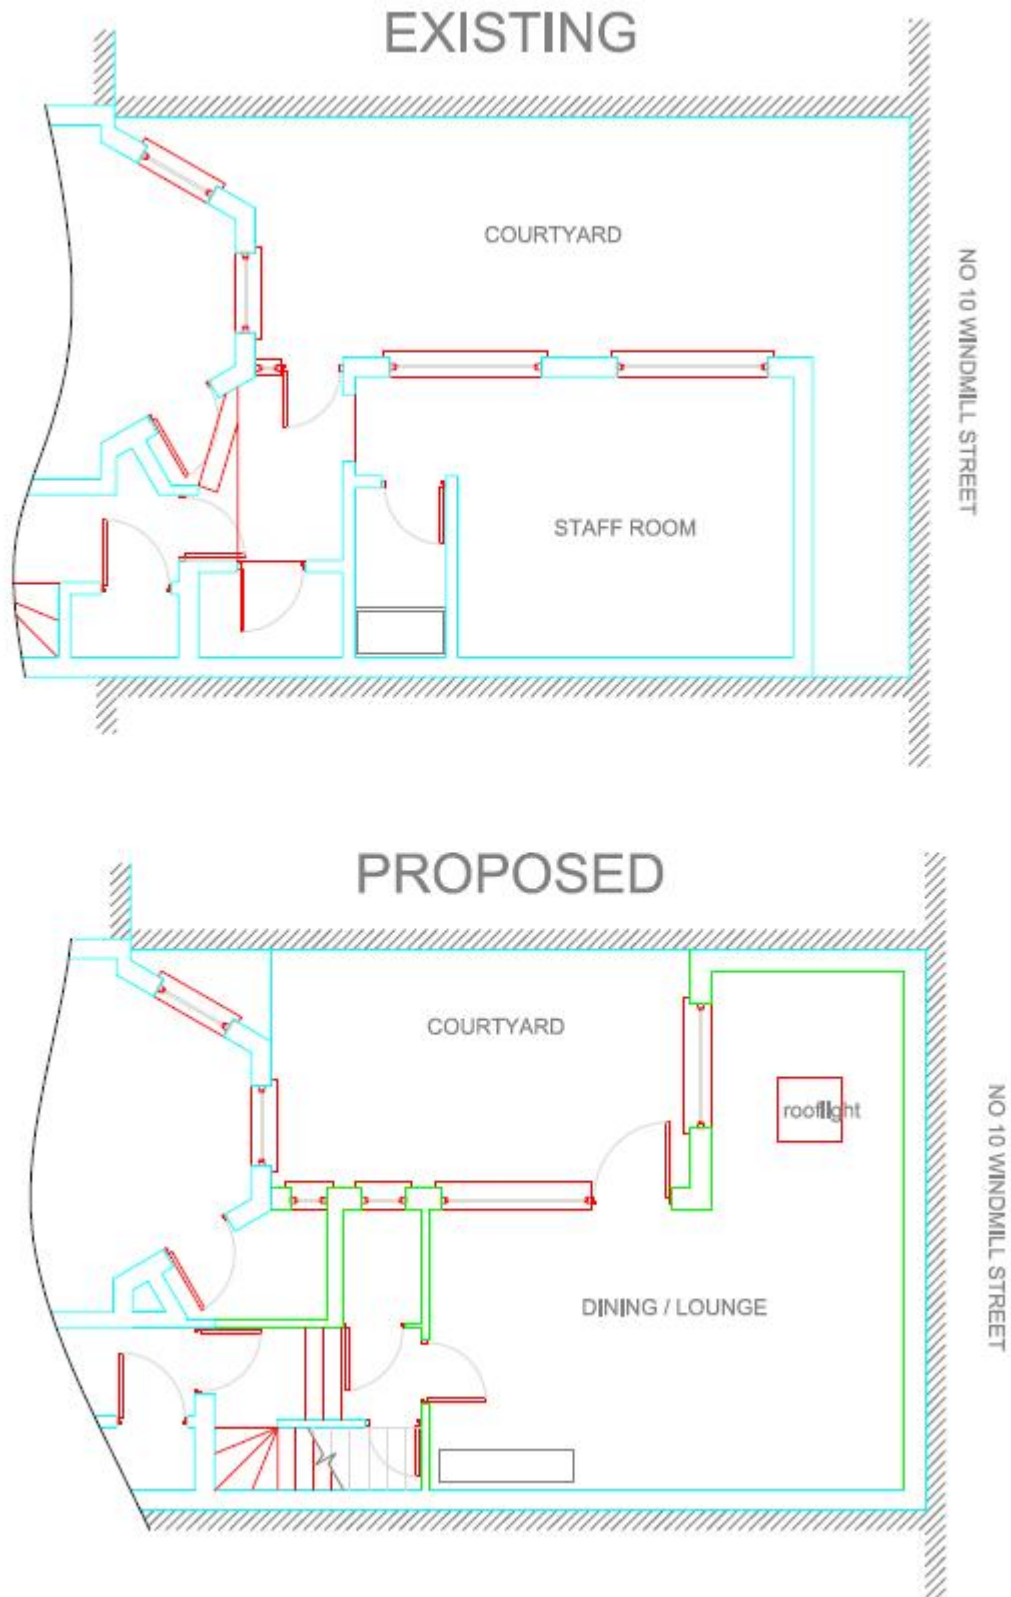 EXISTING
COURTYARD
NO 10 WINDMILL STREET
STAFF ROOM
PROPOSED
COURTYARD
rooflight
NO 10 WINDMILL STREET
DINING / LOUNGE